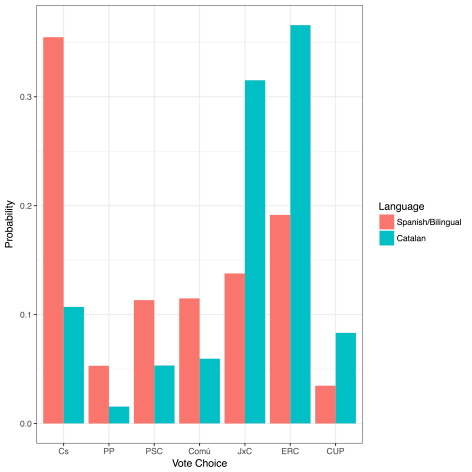 0.3
0.2
0.1
0.0
Probability
Cs PP PSC Comú JxC ERC CUP
Vote Choice
Language
Spanish/Bilingual
Catalan